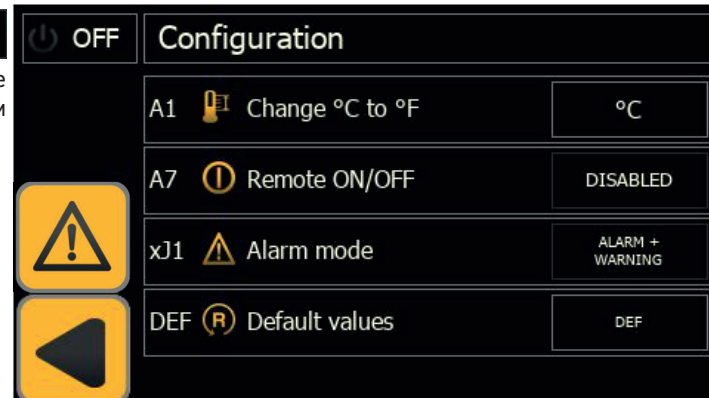 OFF
Configuration
е
и
A1 Change °C to °F
°C
A7 Remote ON/OFF
DISABLED
xJ1 Alarm mode
ALARM +
WARNING
DEF R Default values
DEF